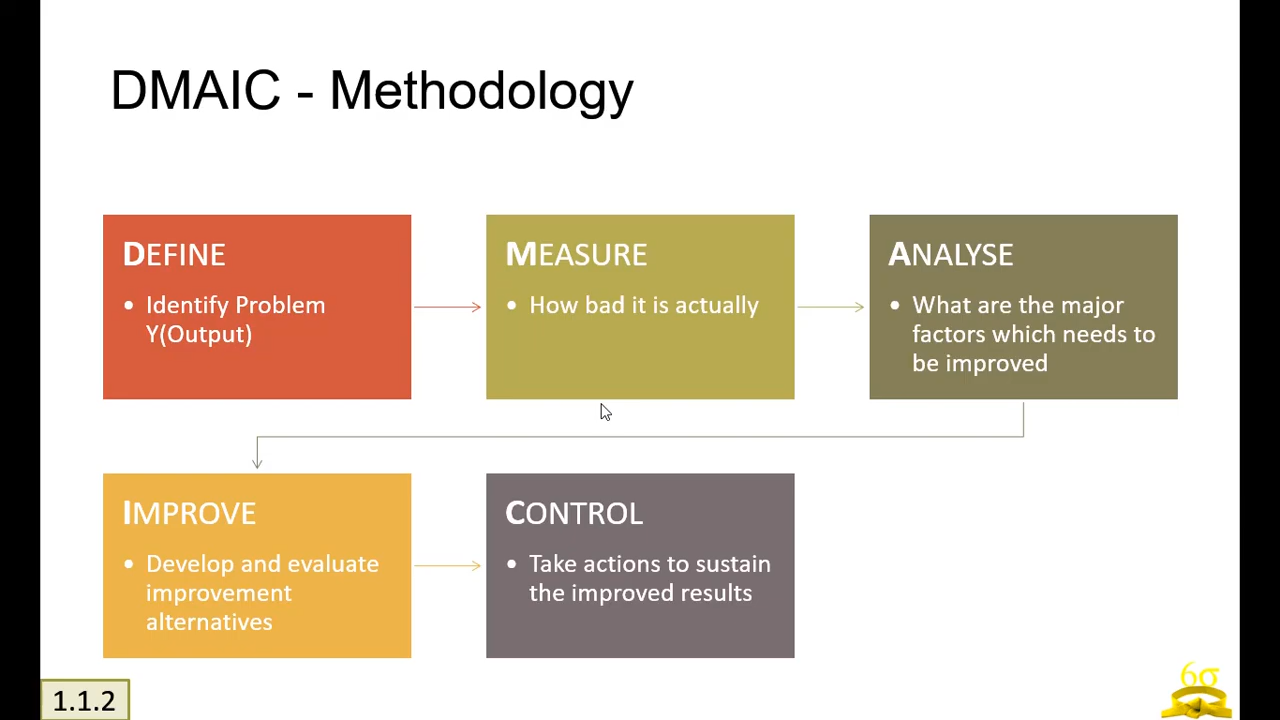 DMAIC - Methodology
DEFINE
• Identify Problem
Y(Output)
MEASURE
• How bad it is actually
ANALYSE
• What are the major
factors which needs to
be improved
IMPROVE
• Develop and evaluate
improvement
alternatives
CONTROL
• Take actions to sustain
the improved results
1.1.2
6σ